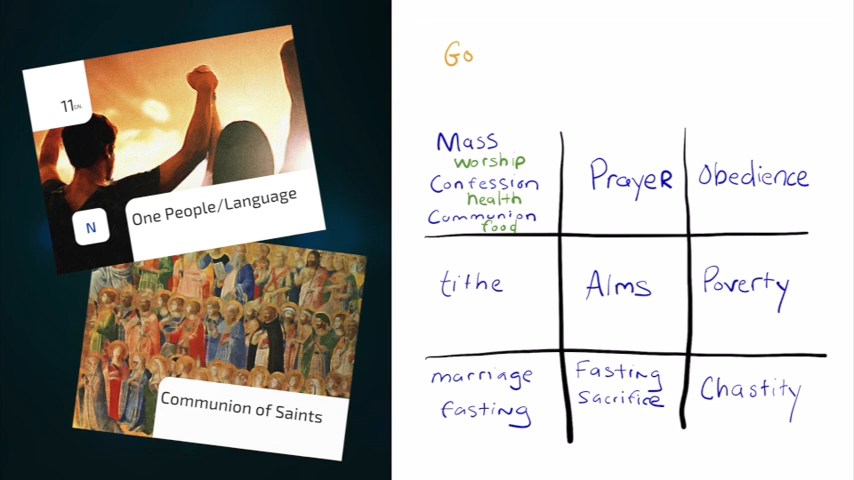 11GN.
N
One People/Language
Communion of Saints
Go
Mass
worship
Confession
health
Communion
food
PrayeR
Obedience
tithe
Alms
Poverty
marriage
fasting
Fasting
Sacrifice
Chastity